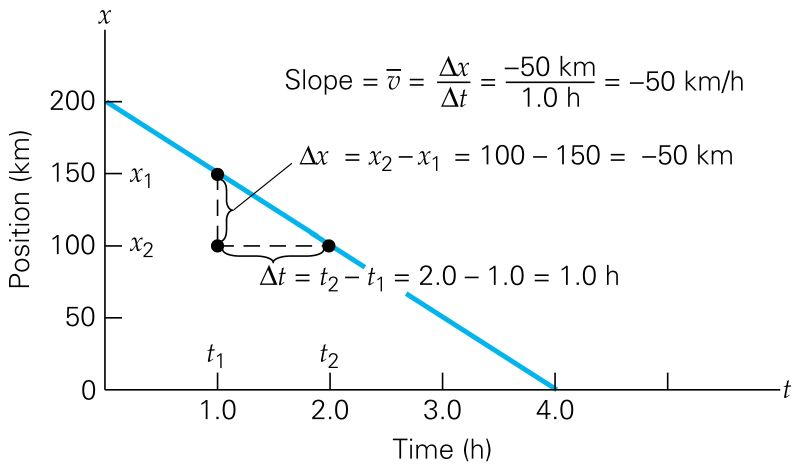 x
Slope = v̅ = Δx/Δt = –50 km/1.0 h = –50 km/h
200
Δx = x₂ – x₁ = 100 – 150 = –50 km
150 x₁
Position (km)
100 x₂
Δt = t₂ – t₁ = 2.0 – 1.0 = 1.0 h
50
t₁ t₂
0 t
1.0 2.0 3.0 4.0
Time (h)